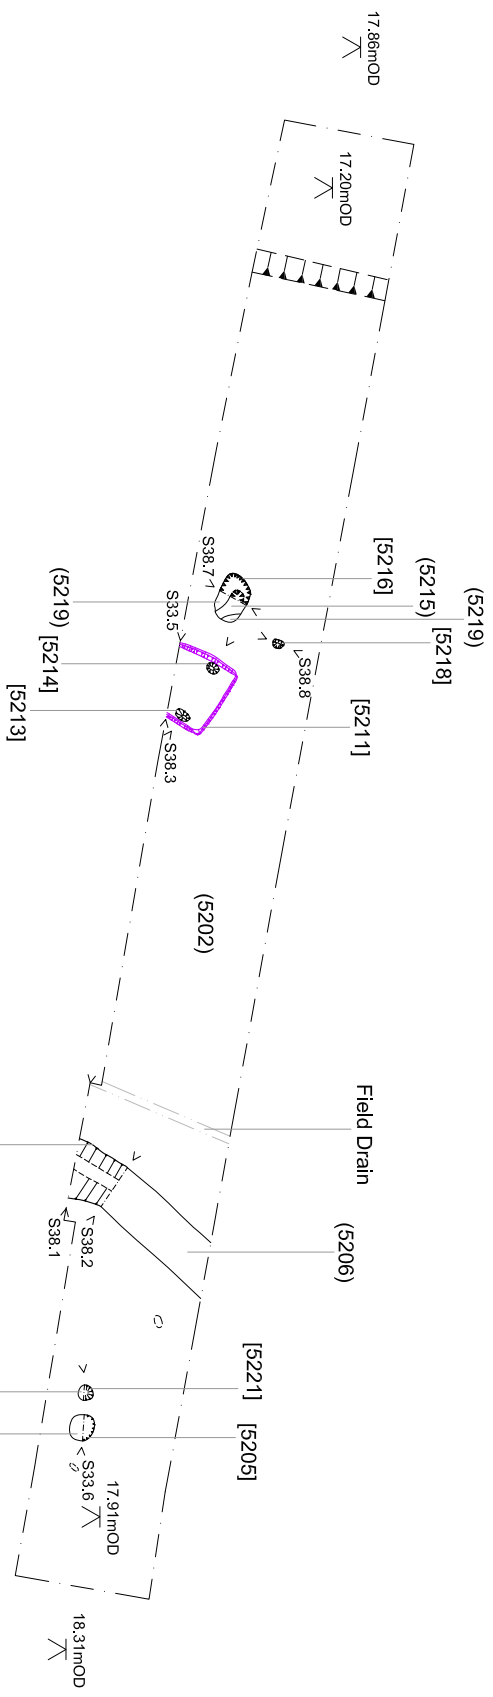 17.86mOD
17.20mOD
[5216]
(5215)
(5219)
[5218]
S38.7
S38.8
(5219)
S33.5
[5214]
[5213]
[5211]
S38.3
(5202)
Field Drain
(5206)
S38.2
S38.1
[5221]
[5205]
S33.6
17.91mOD
18.31mOD